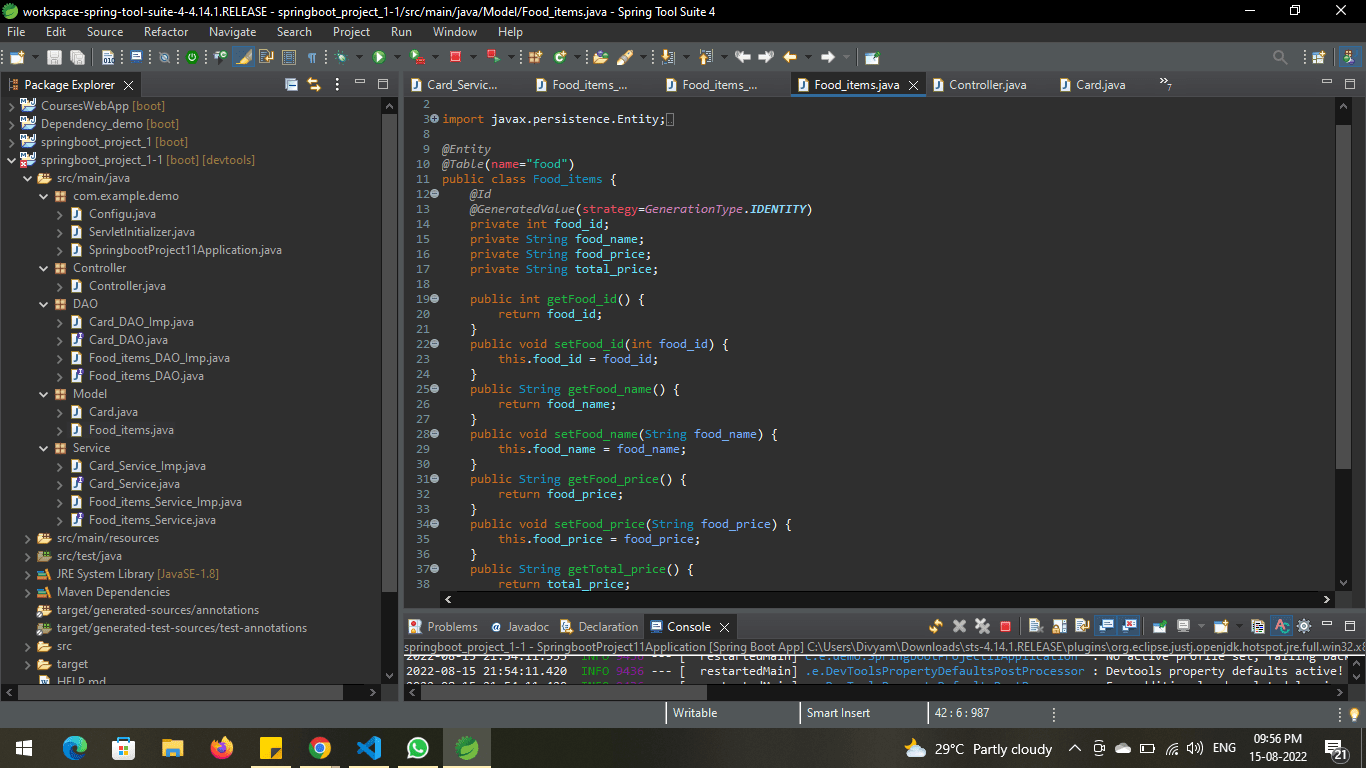 workspace-spring-tool-suite-4-4.14.1.RELEASE - springboot_project_1-1/src/main/java/Model/Food_items.java - Spring Tool Suite 4
File Edit Source Refactor Navigate Search Project Run Window Help
Package Explorer
CoursesWebApp [boot]
Dependency_demo [boot]
springboot_project_1 [boot]
springboot_project_1-1 [boot] [devtools]
src/main/java
com.example.demo
Configu.java
ServletInitializer.java
SpringbootProject11Application.java
Controller
Controller.java
DAO
Card_DAO_Imp.java
Card_DAO.java
Food_items_DAO_Imp.java
Food_items_DAO.java
Model
Card.java
Food_items.java
Service
Card_Service_Imp.java
Card_Service.java
Food_items_Service_Imp.java
Food_items_Service.java
src/main/resources
src/test/java
JRE System Library [JavaSE-1.8]
Maven Dependencies
target/generated-sources/annotations
target/generated-test-sources/test-annotations
src
target
HELP.md
Card_Servic... Food_items_... Food_items_... Food_items.java Controller.java Card.java 7
2
3 import javax.persistence.Entity;
8
9 @Entity
10 @Table(name="food")
11 public class Food_items {
12 @Id
13 @GeneratedValue(strategy=GenerationType.IDENTITY)
14 private int food_id;
15 private String food_name;
16 private String food_price;
17 private String total_price;
18
19 public int getFood_id() {
20 return food_id;
21 }
22 public void setFood_id(int food_id) {
23 this.food_id = food_id;
24 }
25 public String getFood_name() {
26 return food_name;
27 }
28 public void setFood_name(String food_name) {
29 this.food_name = food_name;
30 }
31 public String getFood_price() {
32 return food_price;
33 }
34 public void setFood_price(String food_price) {
35 this.food_price = food_price;
36 }
37 public String getTotal_price() {
38 return total_price;
Problems Javadoc Declaration Console
springboot_project_1-1 - SpringbootProject11Application [Spring Boot App] C:\Users\Divyam\Downloads\sts-4.14.1.RELEASE\plugins\org.eclipse.justj.openjdk.hotspot.jre.full.win32.x8
2022-08-15 21:54:11.355 INFO 9436 --- [ restartedMain] c.e.demo.SpringbootProject11Application : No active profile set, falling back
2022-08-15 21:54:11.420 INFO 9436 --- [ restartedMain] .e.DevToolsPropertyDefaultsPostProcessor : Devtools property defaults active!
Writable Smart Insert 42 : 6 : 987
29°C Partly cloudy ENG 09:56 PM
15-08-2022
21